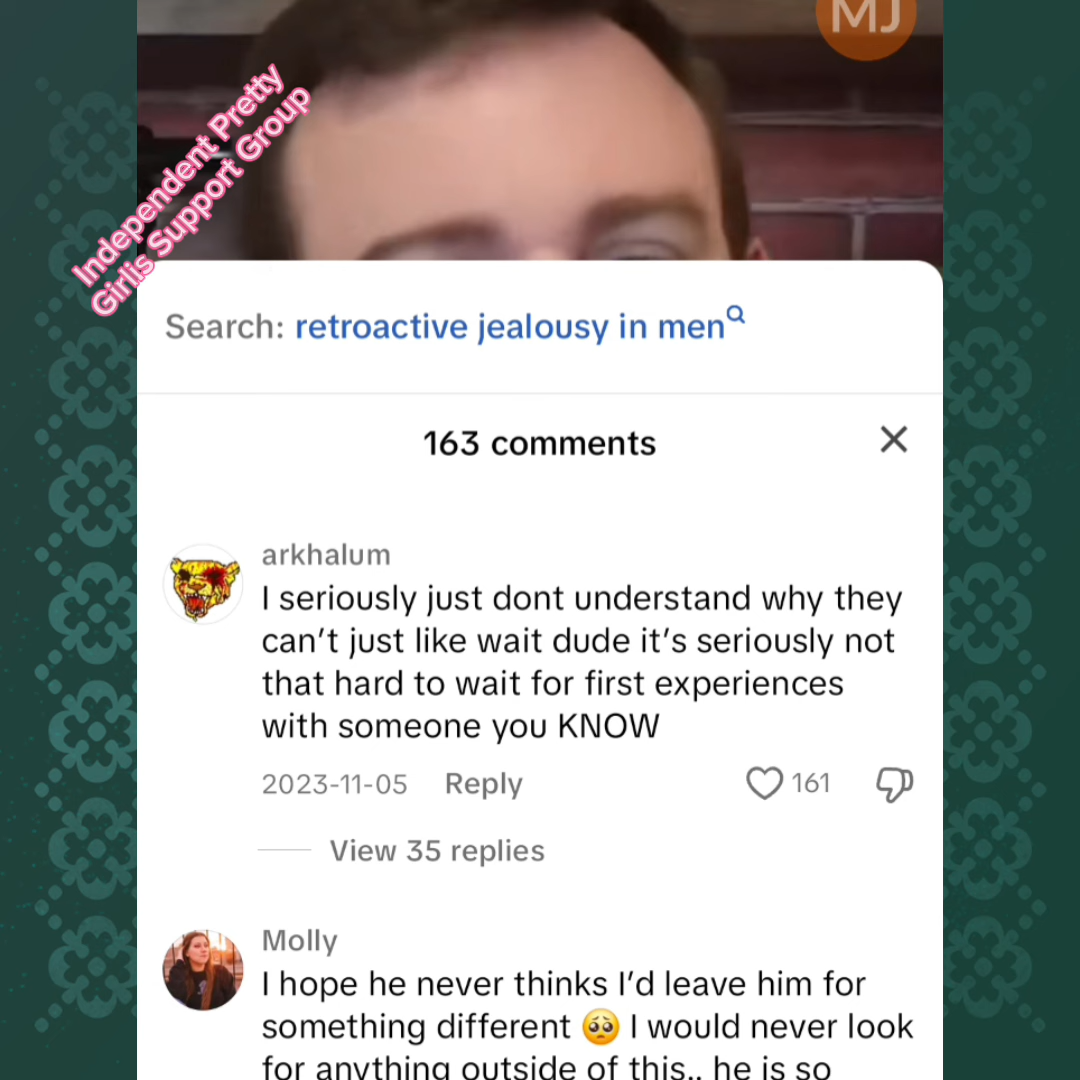 MJ
Independent Pretty
Girlis Support Group
Search: retroactive jealousy in men
163 comments
arkhalum
I seriously just dont understand why they
can't just like wait dude it's seriously not
that hard to wait for first experiences
with someone you KNOW
2023-11-05 Reply 161
View 35 replies
Molly
I hope he never thinks I'd leave him for
something different 🥺 I would never look
for anything outside of this.. he is so